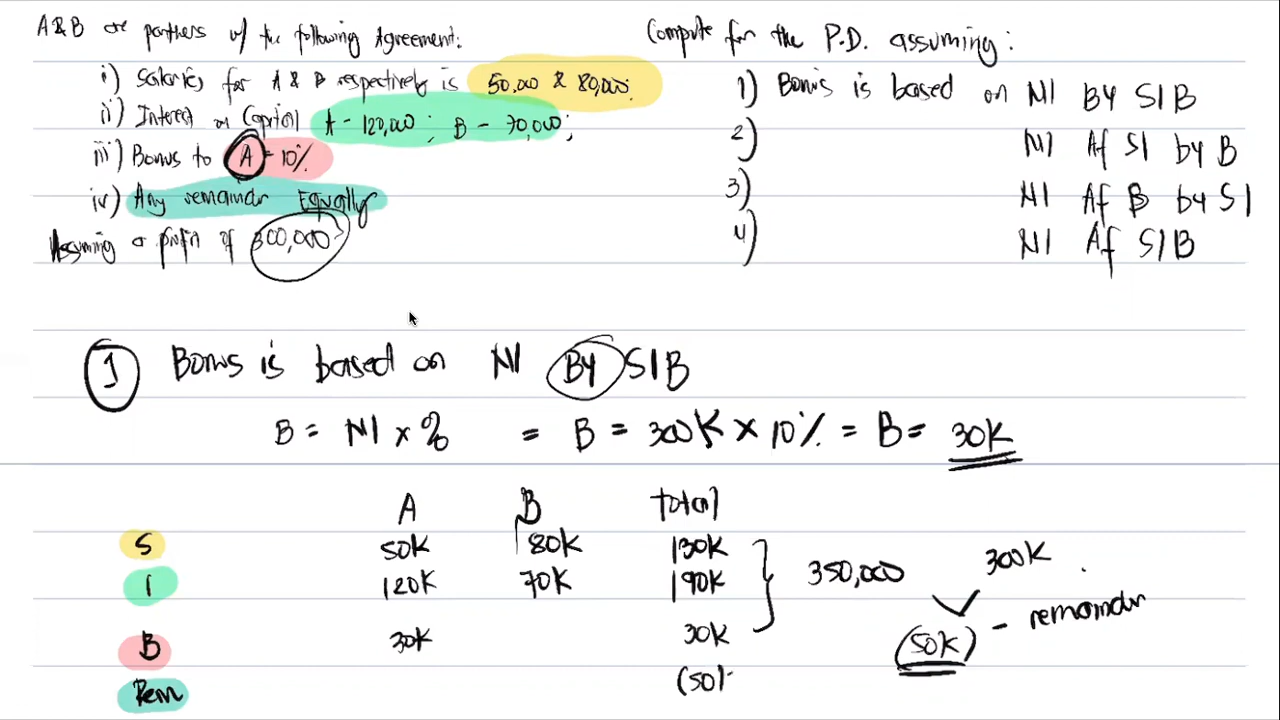 A & B are partners w/ the following Agreement:
i) Salaries for A & B respectively is 50,000 & 80,000.
ii) Interest on Capital A - 120,000 ; B - 70,000;
iii) Bonus to A - 10%
iv) Any remainder Equally
Assuming a profit of 300,000?
Compute for the P.D. assuming:
1) Bonus is based on NI BY SIB
2) NI Af SI by B
3) NI Af B by SI
4) NI Af SIB
1 Bonus is based on NI BY SIB
B = NI x % = B = 300K x 10% = B = 30K
A B Total
S 50K 80K 130K
I 120K 70K 190K
350,000 300K
B 30K 30K
(50K) - remainder
Rem (50)